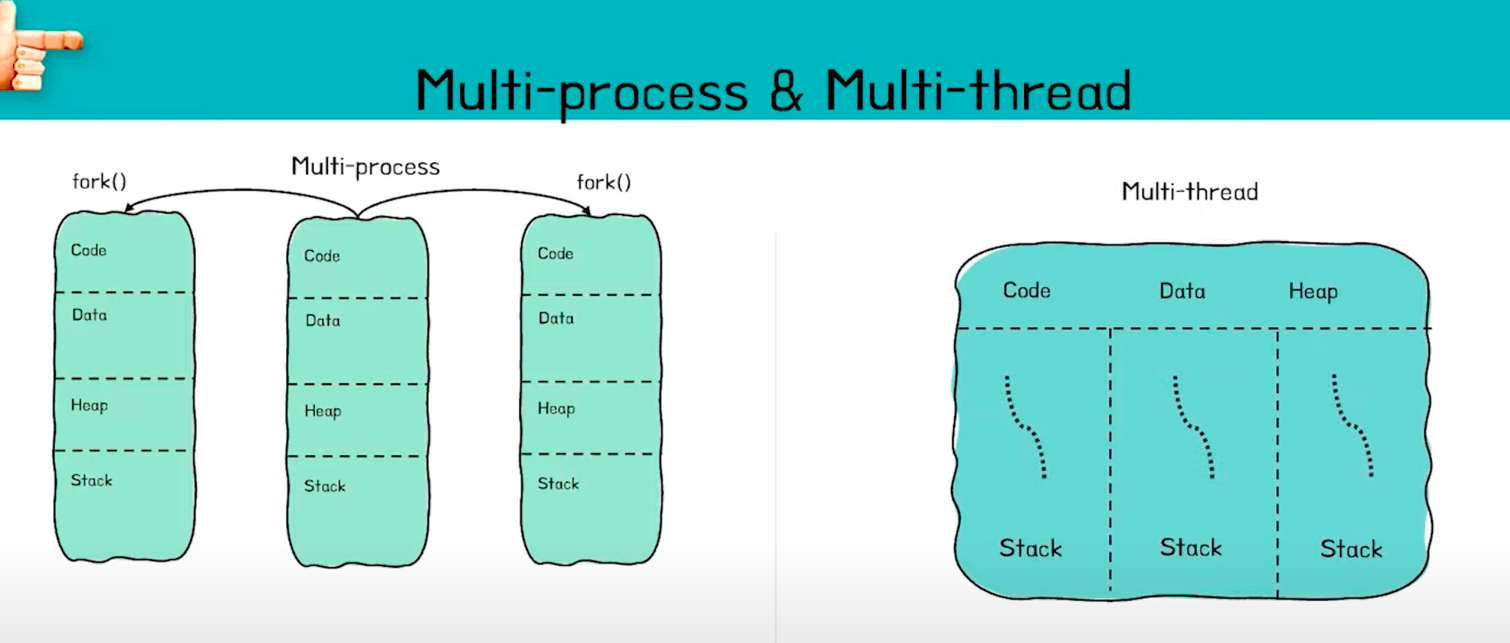 Multi-process & Multi-thread
Multi-process
fork()
fork()
Code
Data
Heap
Stack
Code
Data
Heap
Stack
Code
Data
Heap
Stack
Multi-thread
Code Data Heap
Stack Stack Stack